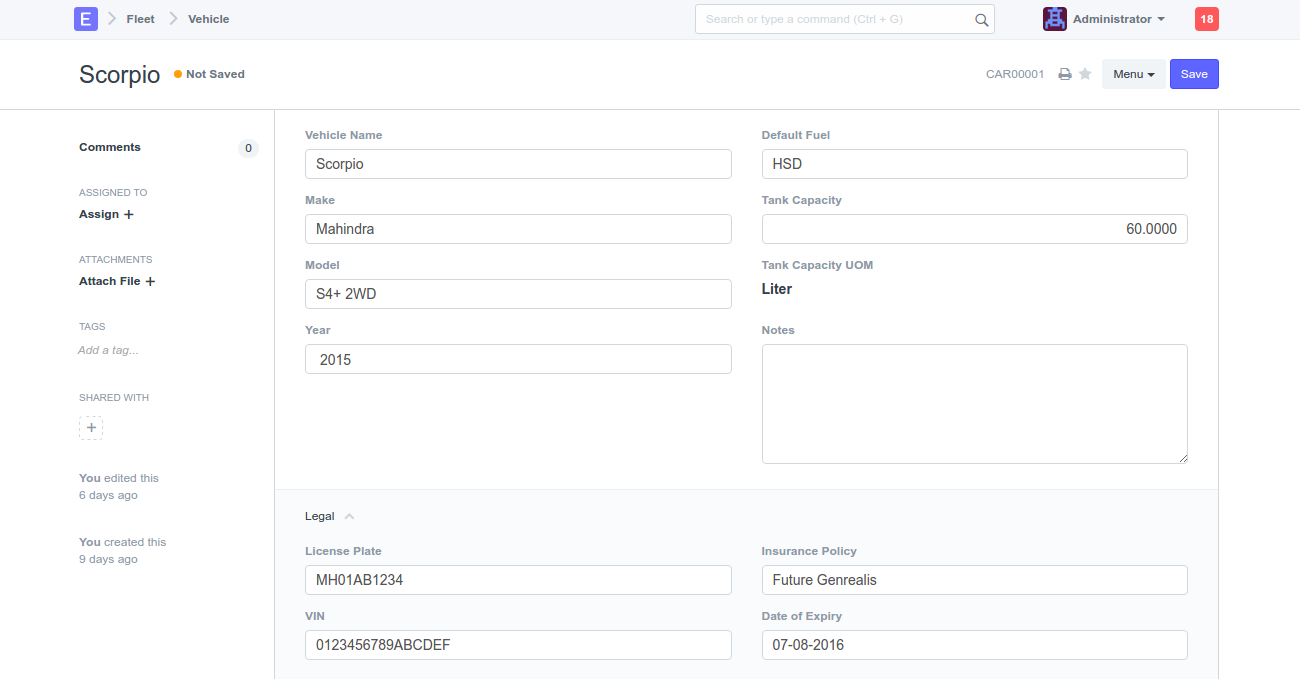 E Fleet Vehicle Search or type a command (Ctrl + G) Administrator 18
Scorpio Not Saved CAR00001 Menu Save
Comments 0
ASSIGNED TO
Assign +
ATTACHMENTS
Attach File +
TAGS
Add a tag...
SHARED WITH
+
You edited this
6 days ago
You created this
9 days ago
Vehicle Name
Scorpio
Make
Mahindra
Model
S4+ 2WD
Year
2015
Default Fuel
HSD
Tank Capacity
60.0000
Tank Capacity UOM
Liter
Notes
Legal
License Plate
MH01AB1234
VIN
0123456789ABCDEF
Insurance Policy
Future Genrealis
Date of Expiry
07-08-2016